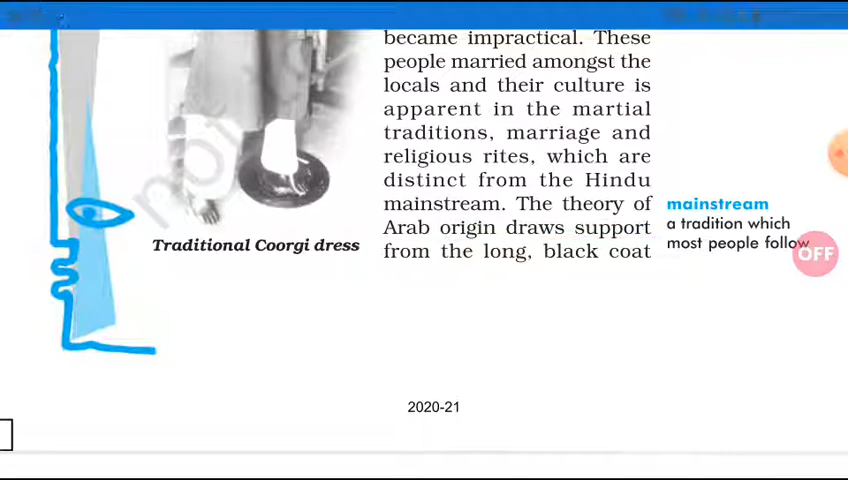 became impractical. These
people married amongst the
locals and their culture is
apparent in the martial
traditions, marriage and
religious rites, which are
distinct from the Hindu
mainstream. The theory of
Arab origin draws support
from the long, black coat
mainstream
a tradition which
most people follow
OFF
Traditional Coorgi dress
not
2020-21